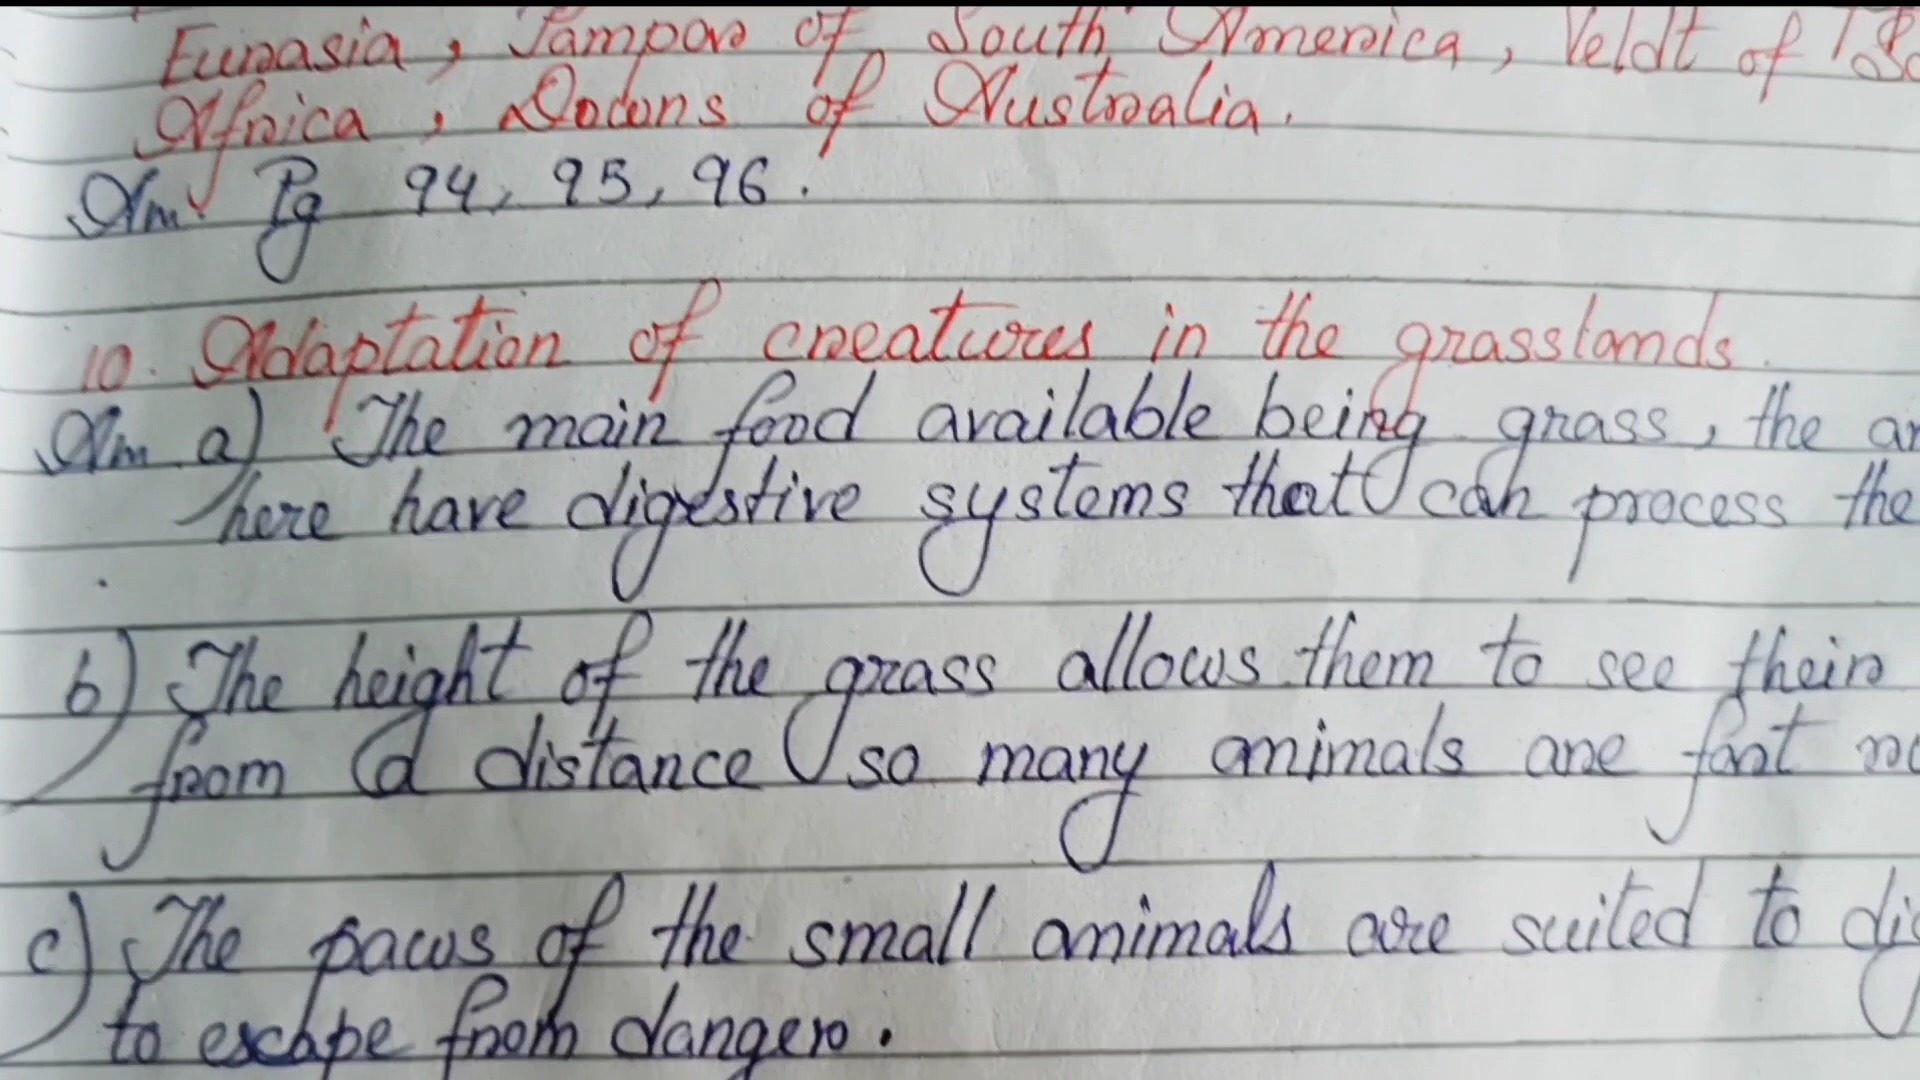 Eurasia, Pampas of South America, Veldt of
Africa, Downs of Australia.
Ans. Pg 94, 95, 96.
10. Adaptation of creatures in the grasslands.
Ans a) The main food available being grass, the
here have digestive systems that can process the
b) The height of the grass allows them to see their
from a distance so many animals are fast
c) The paws of the small animals are suited to
to escape from danger.